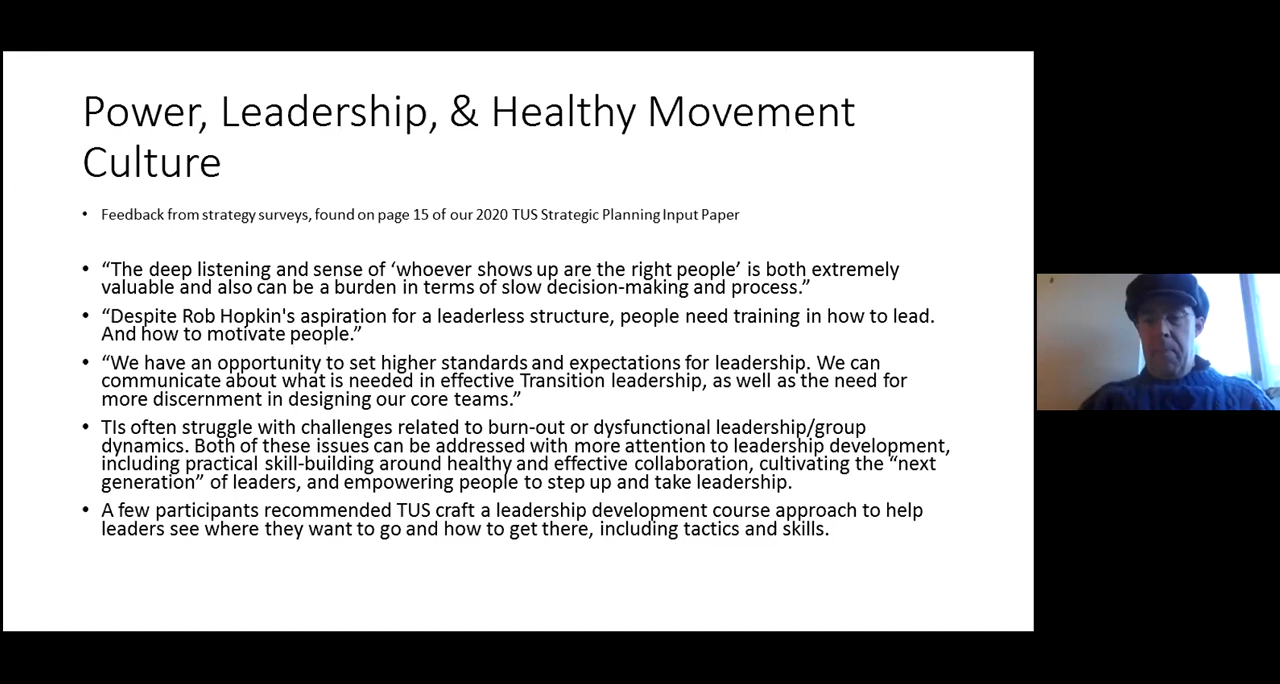 Power, Leadership, & Healthy Movement
Culture
• Feedback from strategy surveys, found on page 15 of our 2020 TUS Strategic Planning Input Paper
• “The deep listening and sense of ‘whoever shows up are the right people’ is both extremely
valuable and also can be a burden in terms of slow decision-making and process.”
• “Despite Rob Hopkin's aspiration for a leaderless structure, people need training in how to lead.
And how to motivate people.”
• “We have an opportunity to set higher standards and expectations for leadership. We can
communicate about what is needed in effective Transition leadership, as well as the need for
more discernment in designing our core teams.”
• TIs often struggle with challenges related to burn-out or dysfunctional leadership/group
dynamics. Both of these issues can be addressed with more attention to leadership development,
including practical skill-building around healthy and effective collaboration, cultivating the “next
generation” of leaders, and empowering people to step up and take leadership.
• A few participants recommended TUS craft a leadership development course approach to help
leaders see where they want to go and how to get there, including tactics and skills.